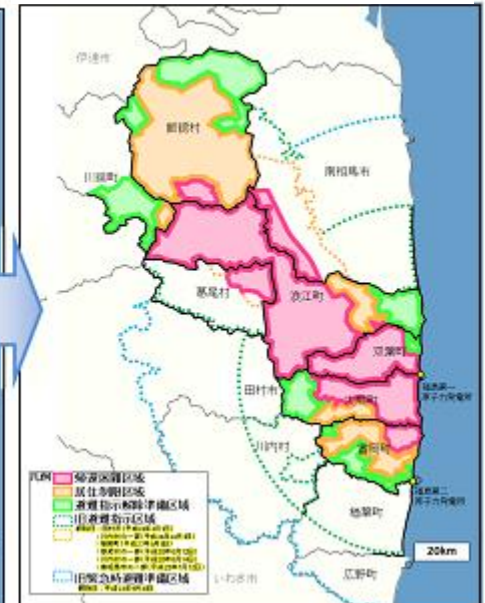 伊達市
飯舘村
川俣町
南相馬市
葛尾村
浪江町
双葉町
福島第一
原子力発電所
田村市
大熊町
川内村
富岡町
福島第二
原子力発電所
楢葉町
いわき市
広野町
20km
凡例
帰還困難区域
居住制限区域
避難指示解除準備区域
旧避難指示区域
旧緊急時避難準備区域